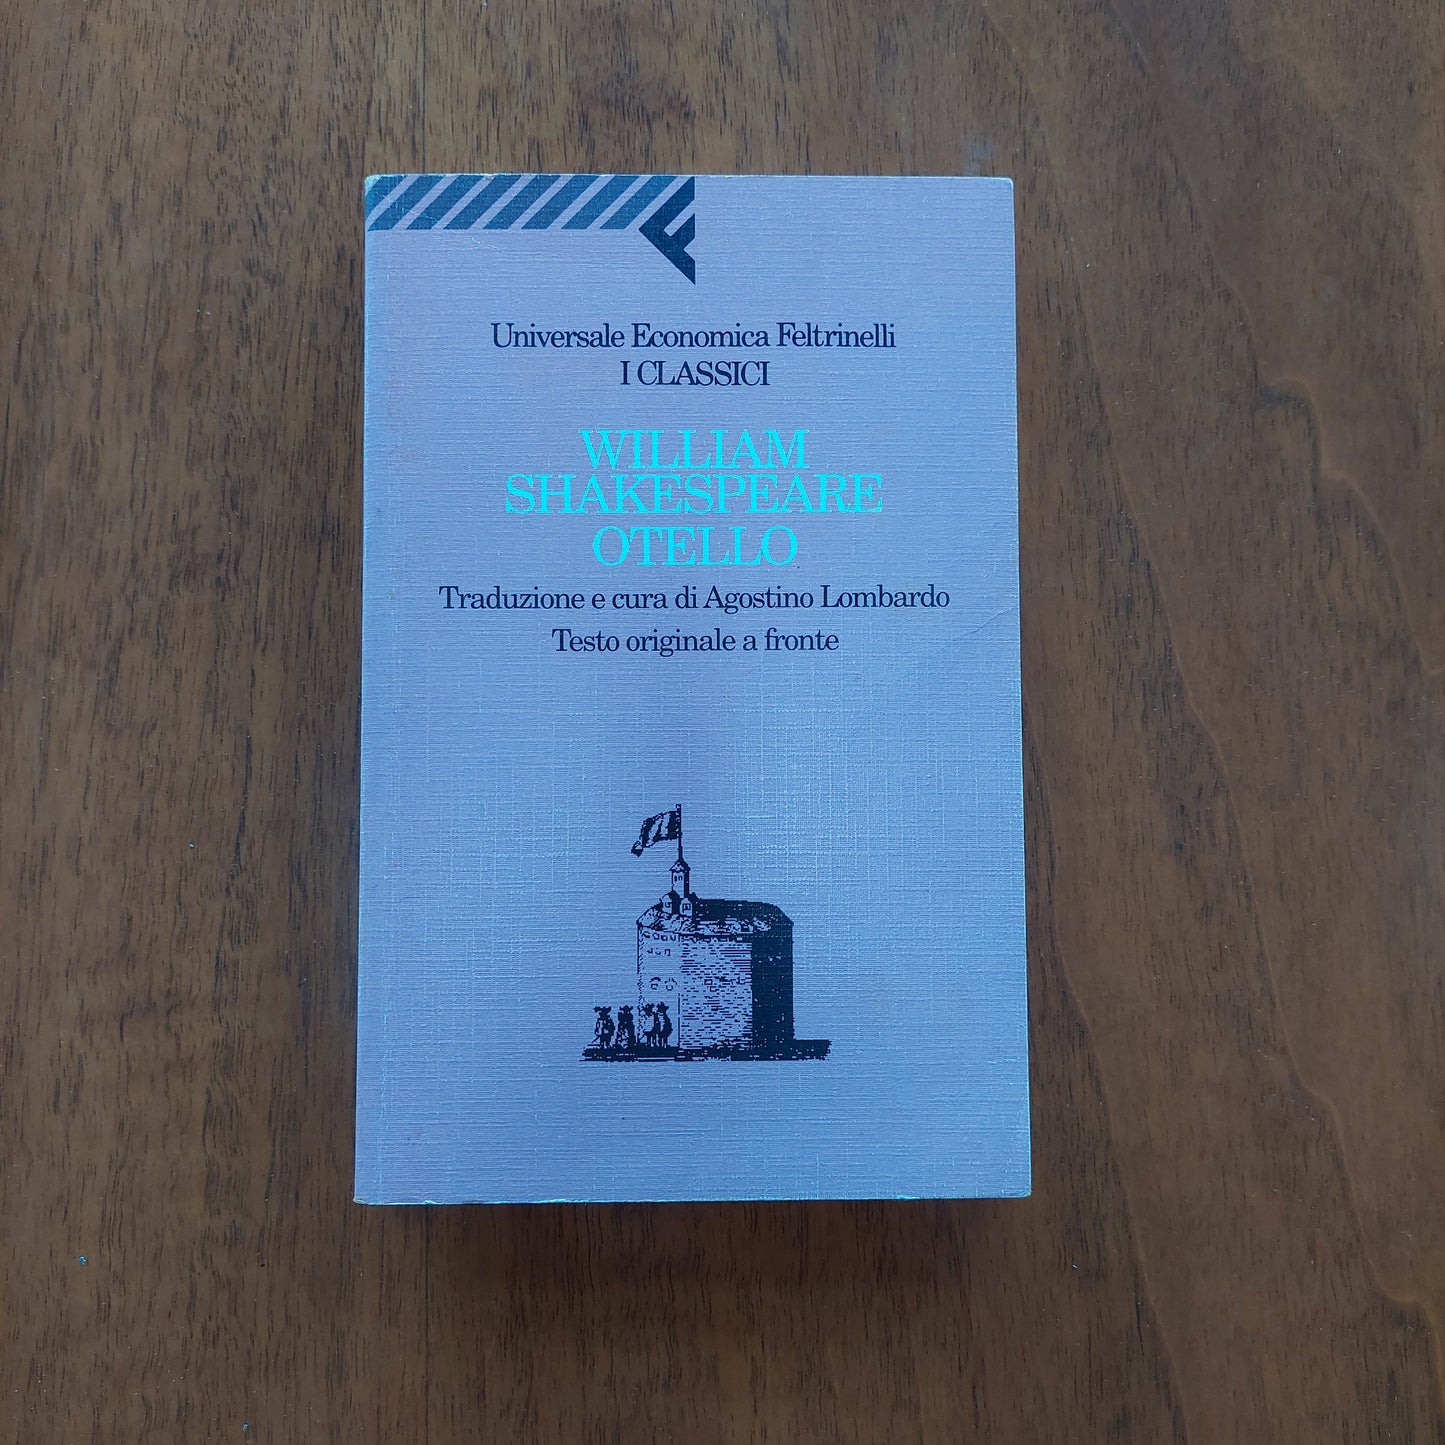 Universale Economica Feltrinelli
I CLASSICI
WILLIAM
SHAKESPEARE
OTELLO
Traduzione e cura di Agostino Lombardo
Testo originale a fronte